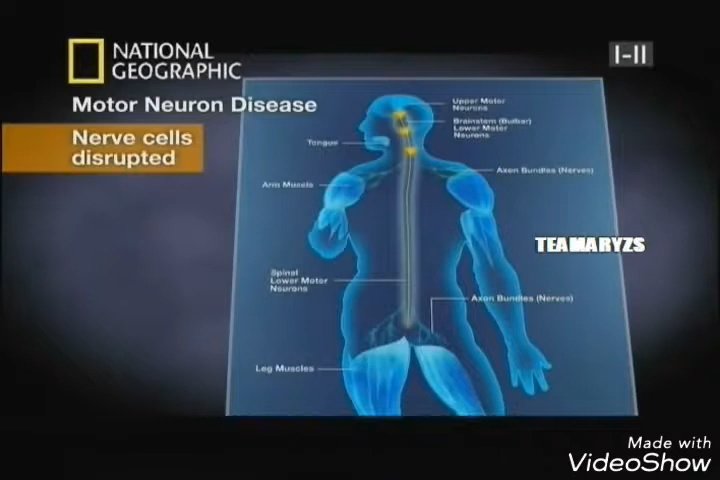 NATIONAL
GEOGRAPHIC
I-II
Motor Neuron Disease
Nerve cells
disrupted
Upper Motor
Neurons
Brainstem (Bulbar)
Lower Motor
Neurons
Tongue
Axon Bundles (Nerves)
Arm Muscle
TEAMARYZS
Spinal
Lower Motor
Neurons
Axon Bundles (Nerves)
Leg Muscles
Made with
VideoShow